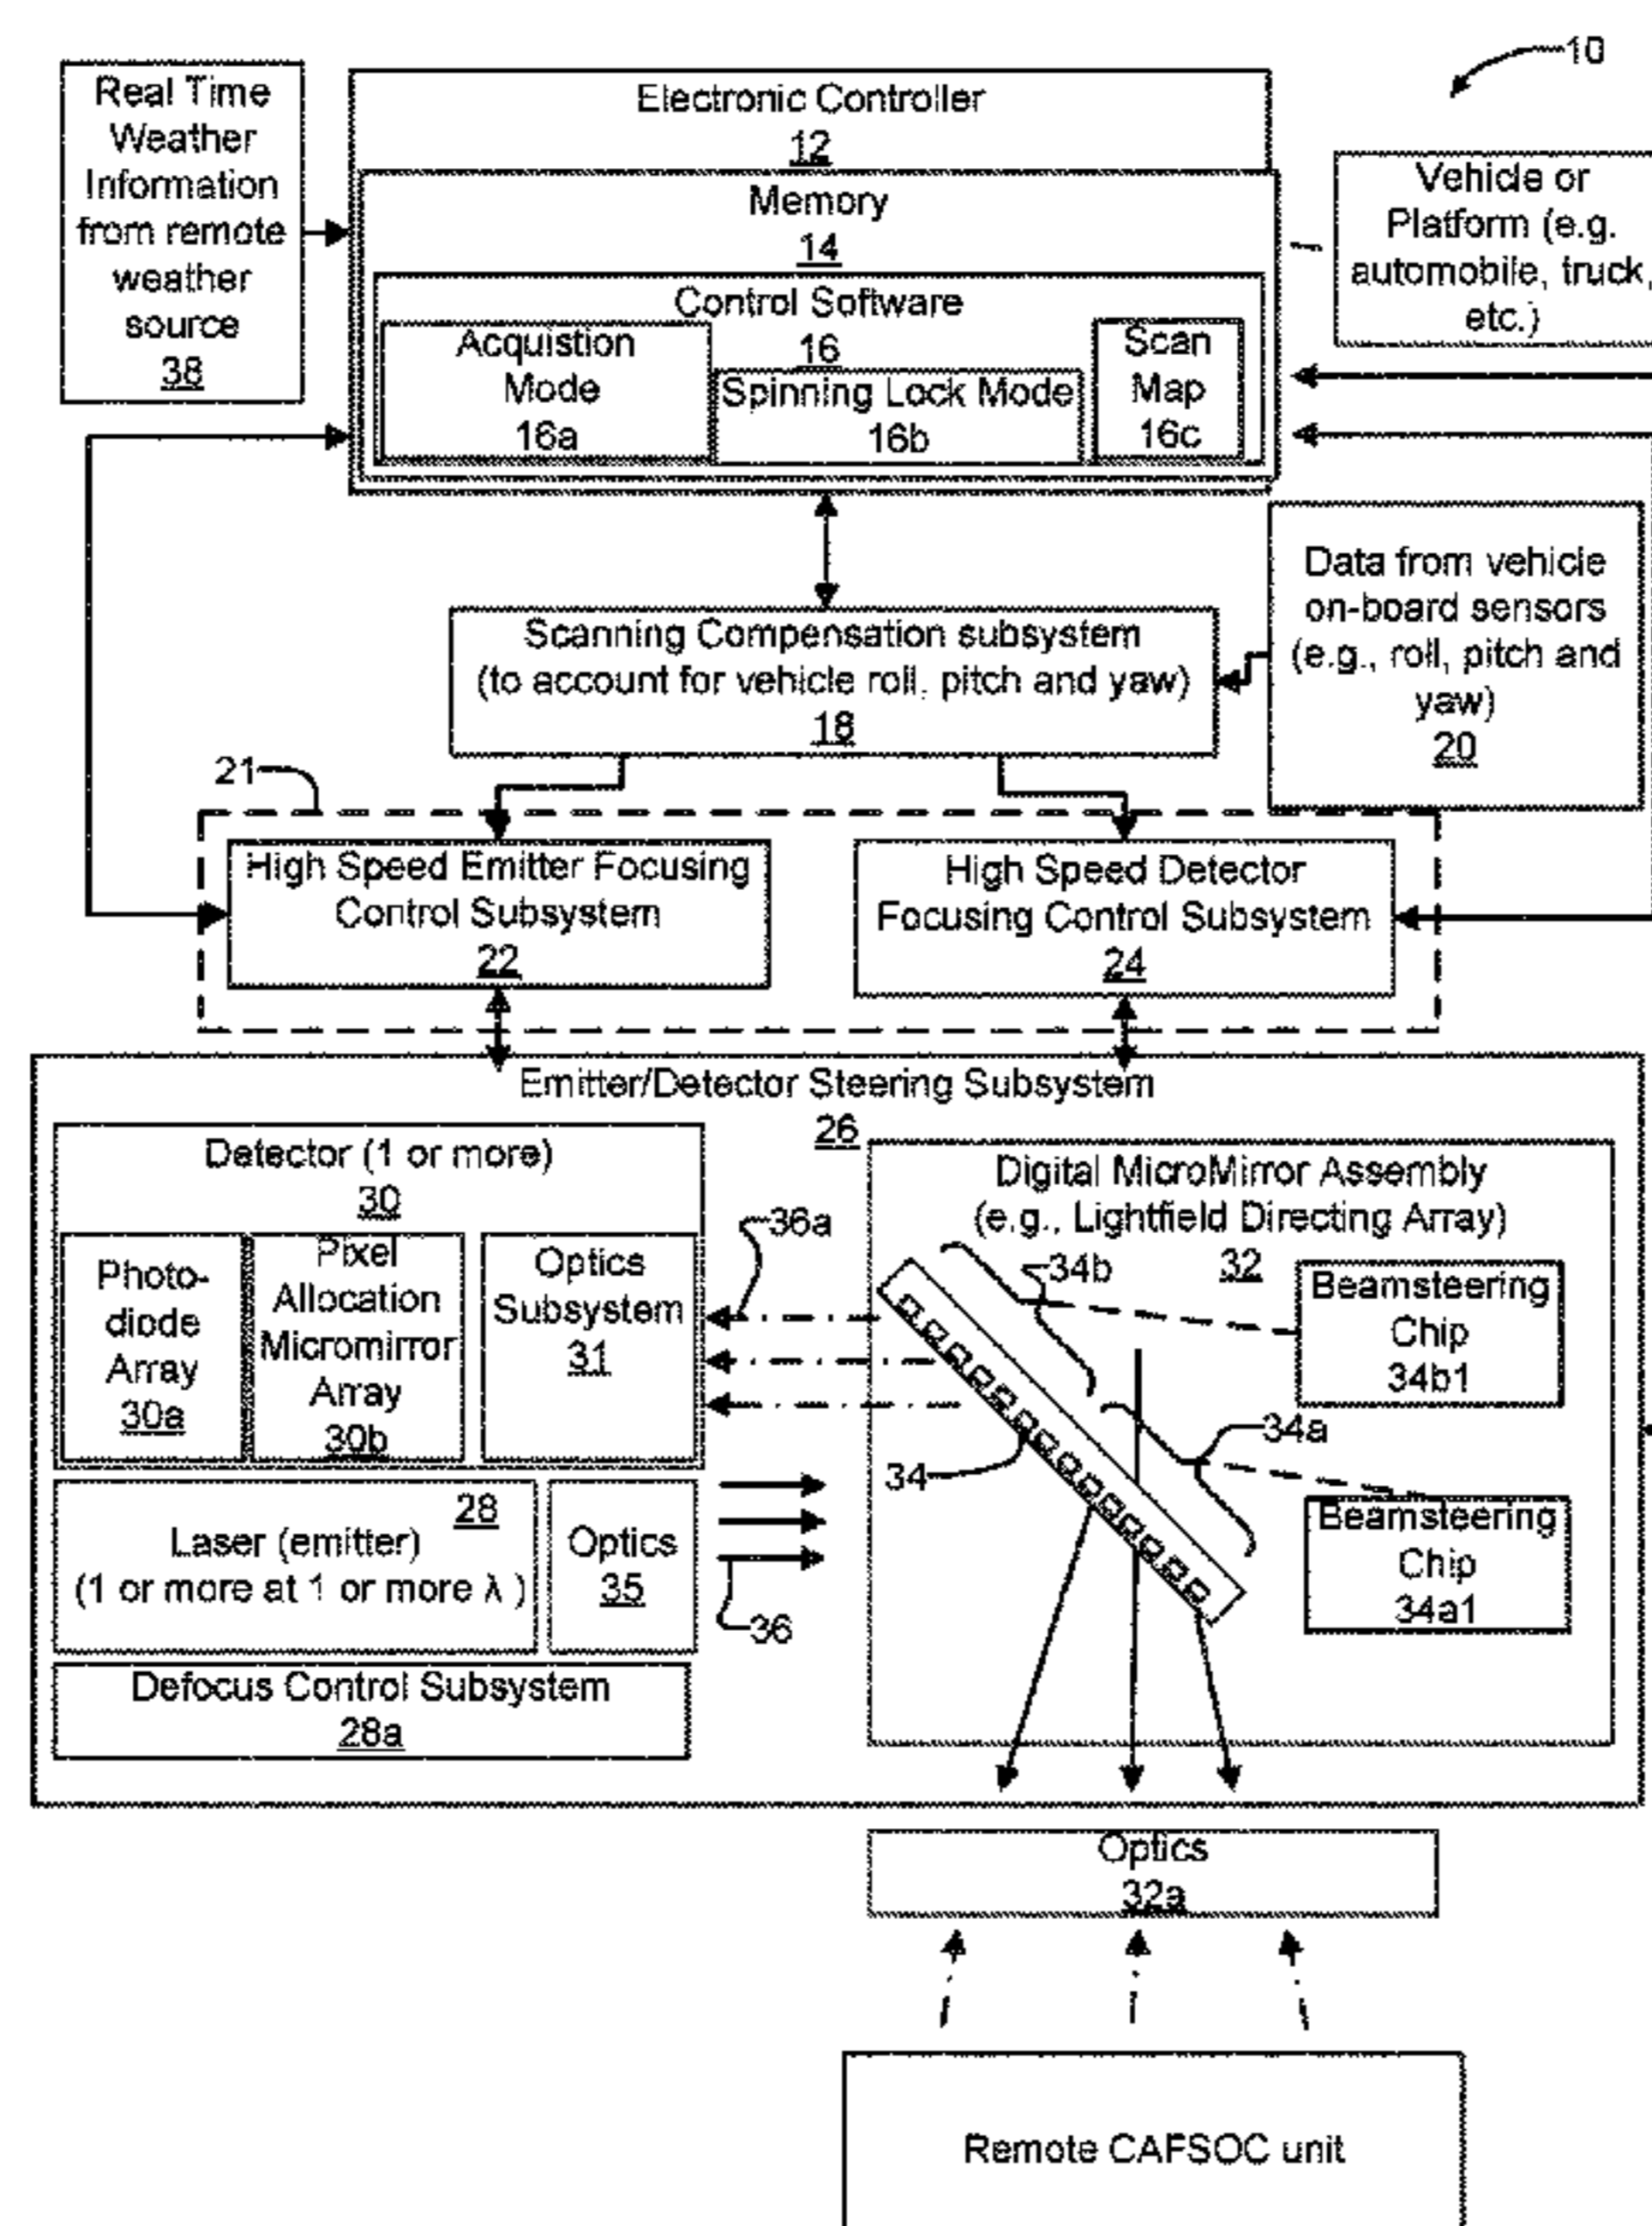 10
Real Time
Weather
Information
from remote
weather
source
38
Electronic Controller
12
Memory
14
Control Software
16
Acquistion
Mode
16a
Spinning Lock Mode
16b
Scan
Map
16c
Vehicle or
Platform (e.g.
automobile, truck,
etc.)
Scanning Compensation subsystem
(to account for vehicle roll, pitch and yaw)
18
Data from vehicle
on-board sensors
(e.g., roll, pitch and
yaw)
20
21
High Speed Emitter Focusing
Control Subsystem
22
High Speed Detector
Focusing Control Subsystem
24
Emitter/Detector Steering Subsystem
26
Detector (1 or more)
30
Photo-
diode
Array
30a
Pixel
Allocation
Micromirror
Array
30b
Optics
Subsystem
31
36a
Digital MicroMirror Assembly
(e.g., Lightfield Directing Array)
32
34b
Beamsteering
Chip
34b1
34a
34
Beamsteering
Chip
34a1
28
Laser (emitter)
(1 or more at 1 or more λ )
Optics
35
36
Defocus Control Subsystem
28a
Optics
32a
Remote CAFSOC unit